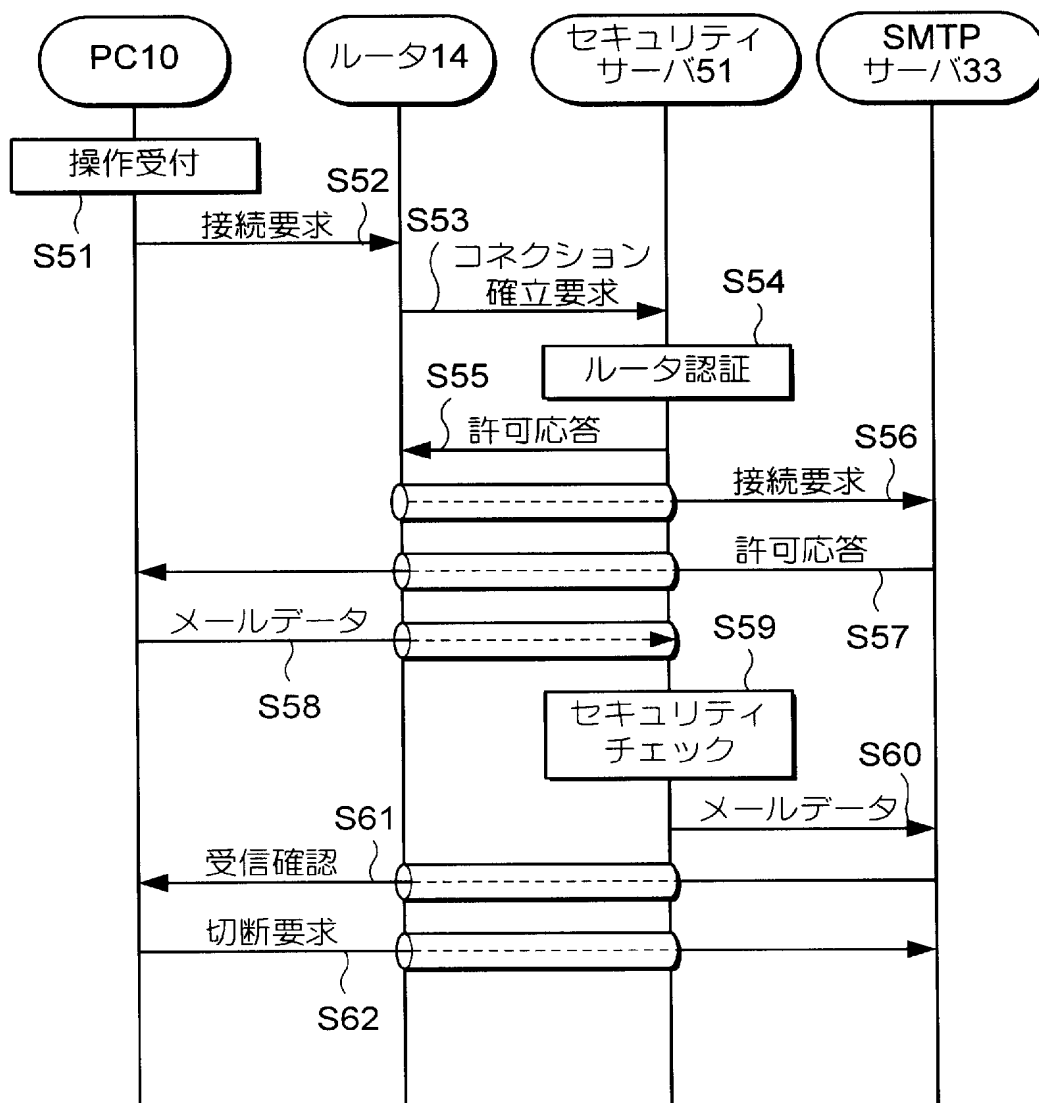 PC10
ルータ14
セキュリティ
サーバ51
SMTP
サーバ33
操作受付
S51
接続要求
S52
S53
コネクション
確立要求
S54
ルータ認証
S55
許可応答
S56
接続要求
許可応答
S57
メールデータ
S58
S59
セキュリティ
チェック
S60
メールデータ
S61
受信確認
切断要求
S62